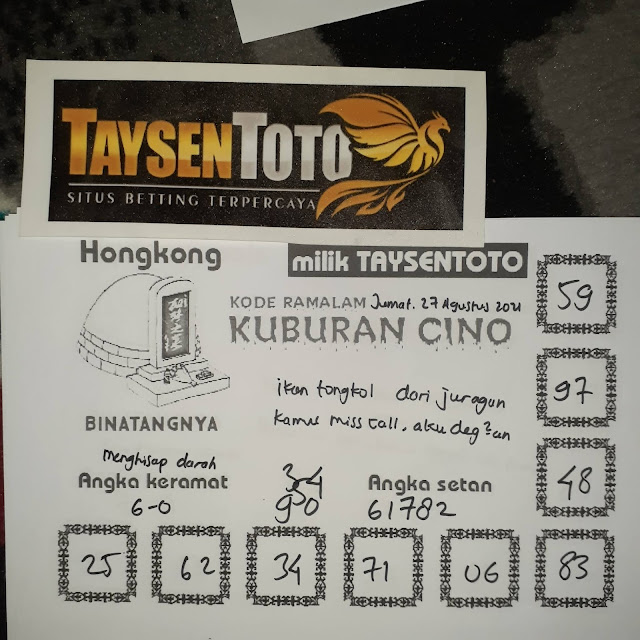 TAYSENTOTO
SITUS BETTING TERPERCAYA
Hongkong
milik TAYSENTOTO
KODE RAMALAM Jumat. 27 Agustus 2021
KUBURAN CINO
59
ikan tongkol dari juragan
kamu miss call, aku deg²an
97
BINATANGNYA
menghisap darah
Angka keramat
6-0
34
90
Angka setan
61782
48
25
62
34
71
06
83